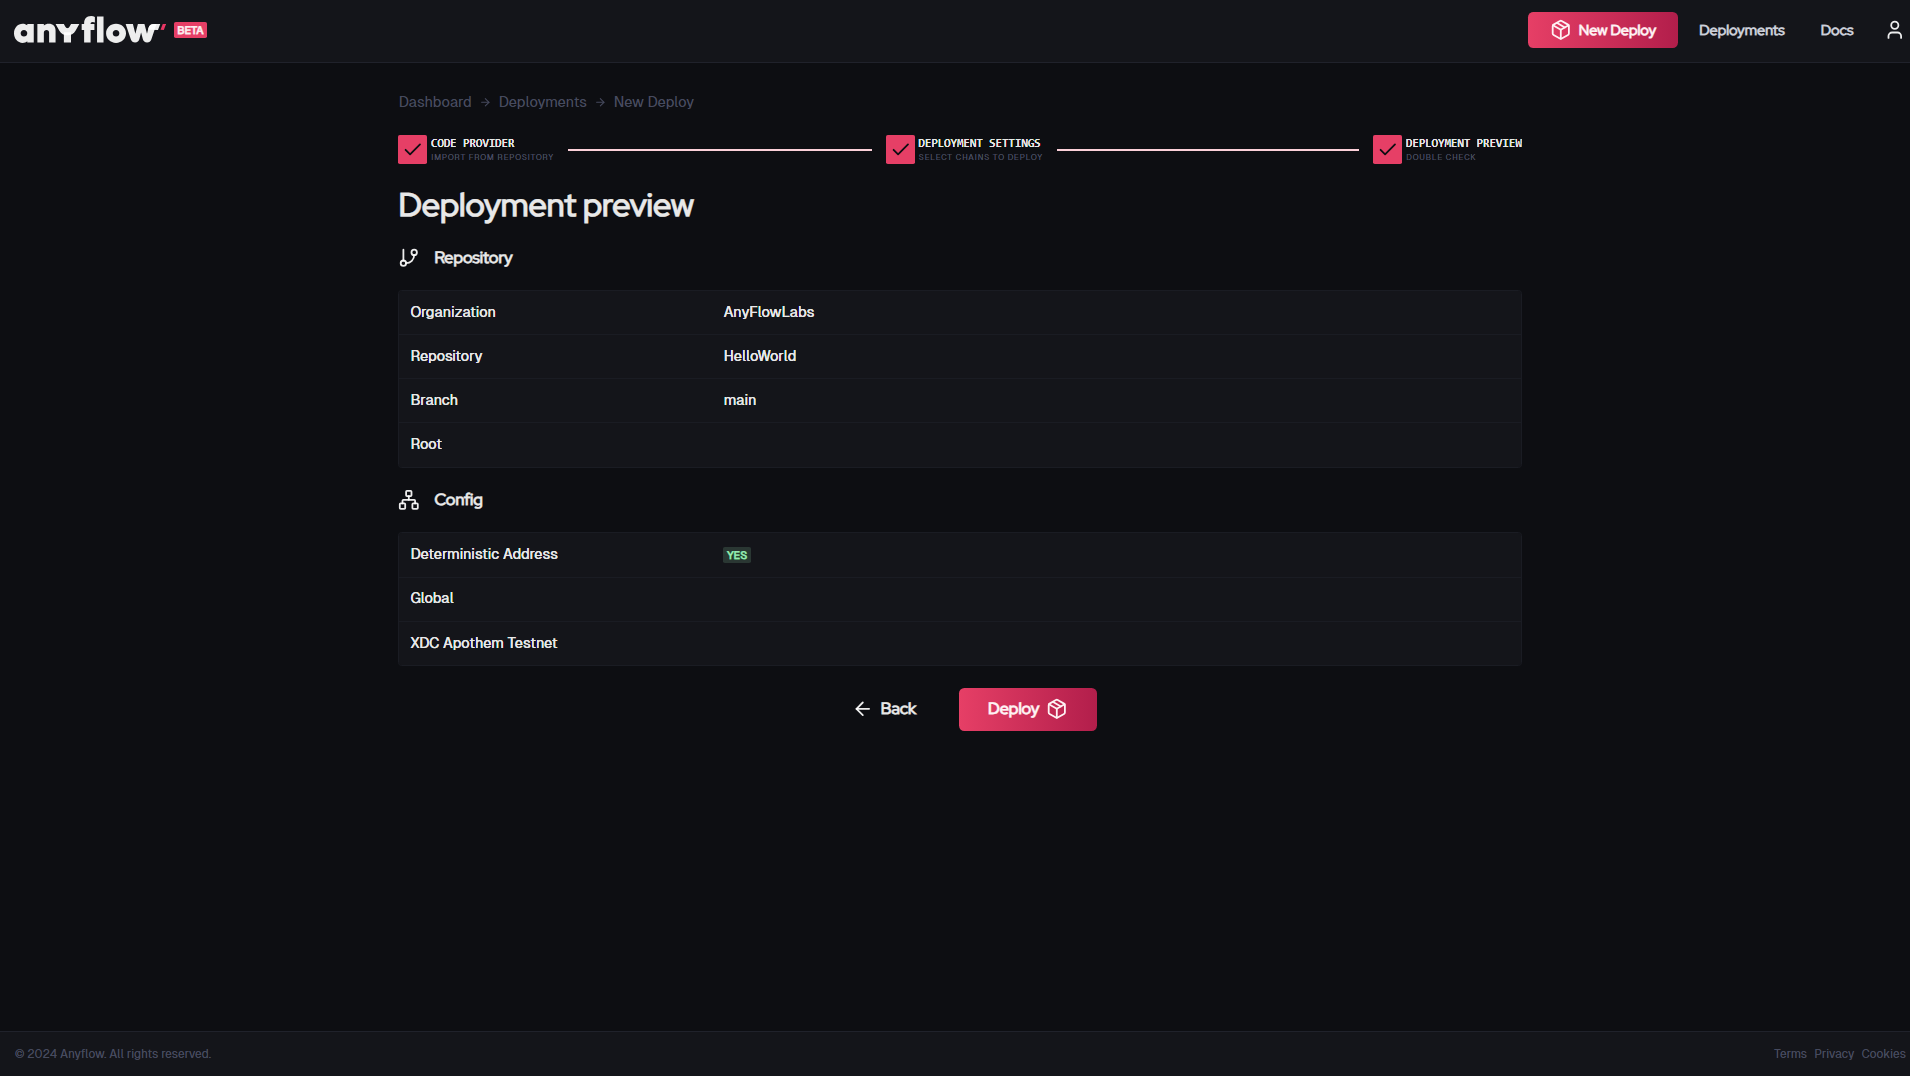 anyflow BETA
New Deploy Deployments Docs
Dashboard → Deployments → New Deploy
CODE PROVIDER
IMPORT FROM REPOSITORY
DEPLOYMENT SETTINGS
SELECT CHAINS TO DEPLOY
DEPLOYMENT PREVIEW
DOUBLE CHECK
Deployment preview
Repository
Organization AnyFlowLabs
Repository HelloWorld
Branch main
Root
Config
Deterministic Address YES
Global
XDC Apothem Testnet
← Back Deploy
© 2024 Anyflow. All rights reserved. Terms Privacy Cookies